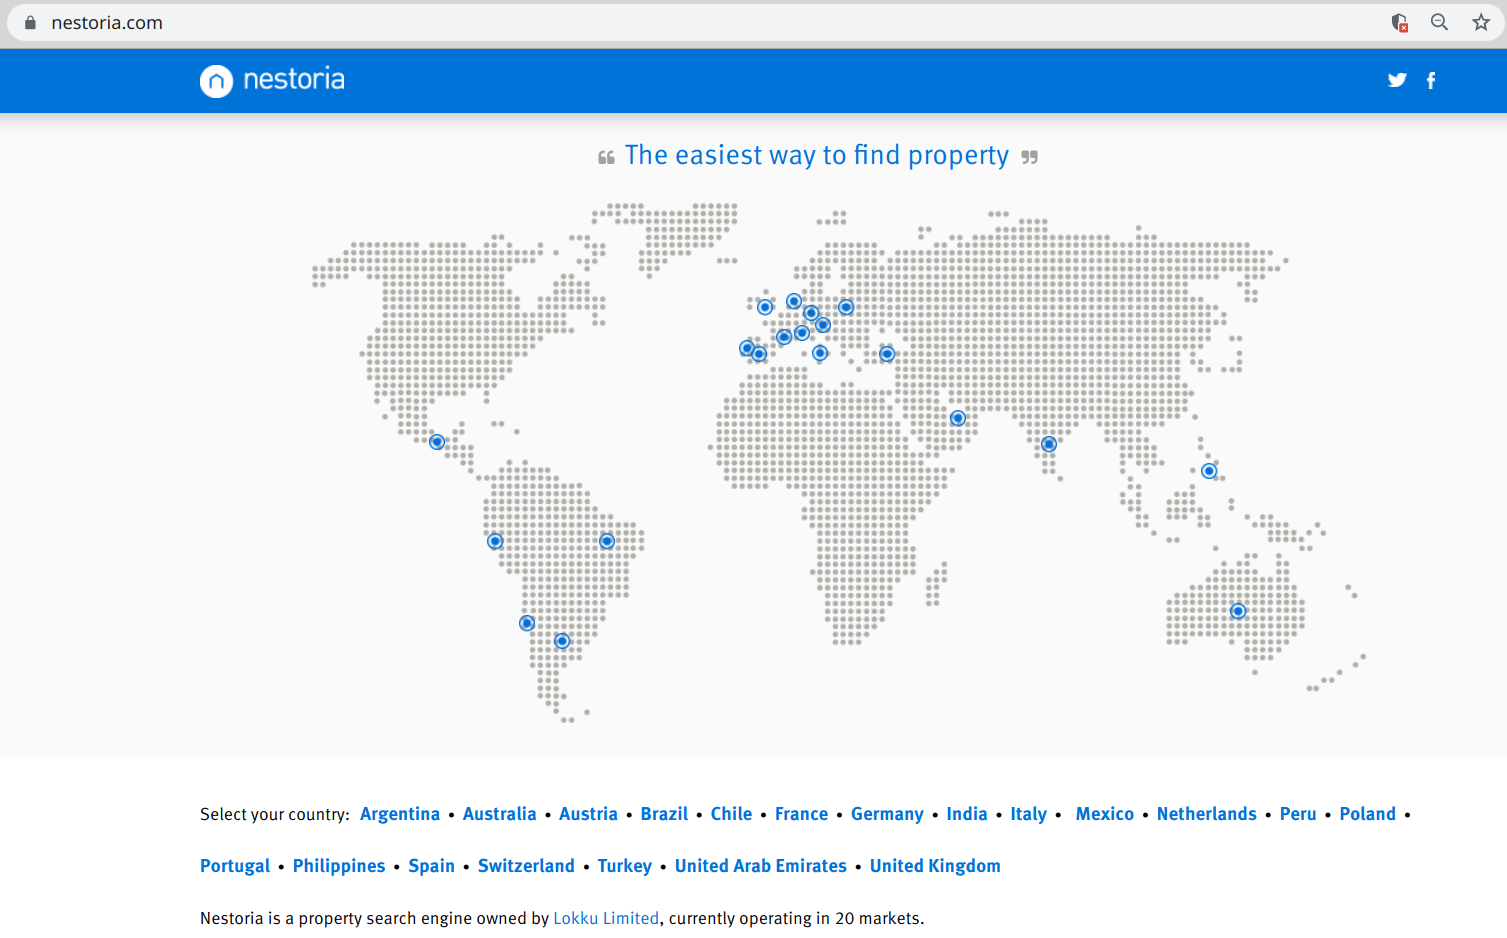 nestoria.com
nestoria
“ The easiest way to find property ”
Select your country: Argentina • Australia • Austria • Brazil • Chile • France • Germany • India • Italy • Mexico • Netherlands • Peru • Poland •
Portugal • Philippines • Spain • Switzerland • Turkey • United Arab Emirates • United Kingdom
Nestoria is a property search engine owned by Lokku Limited, currently operating in 20 markets.